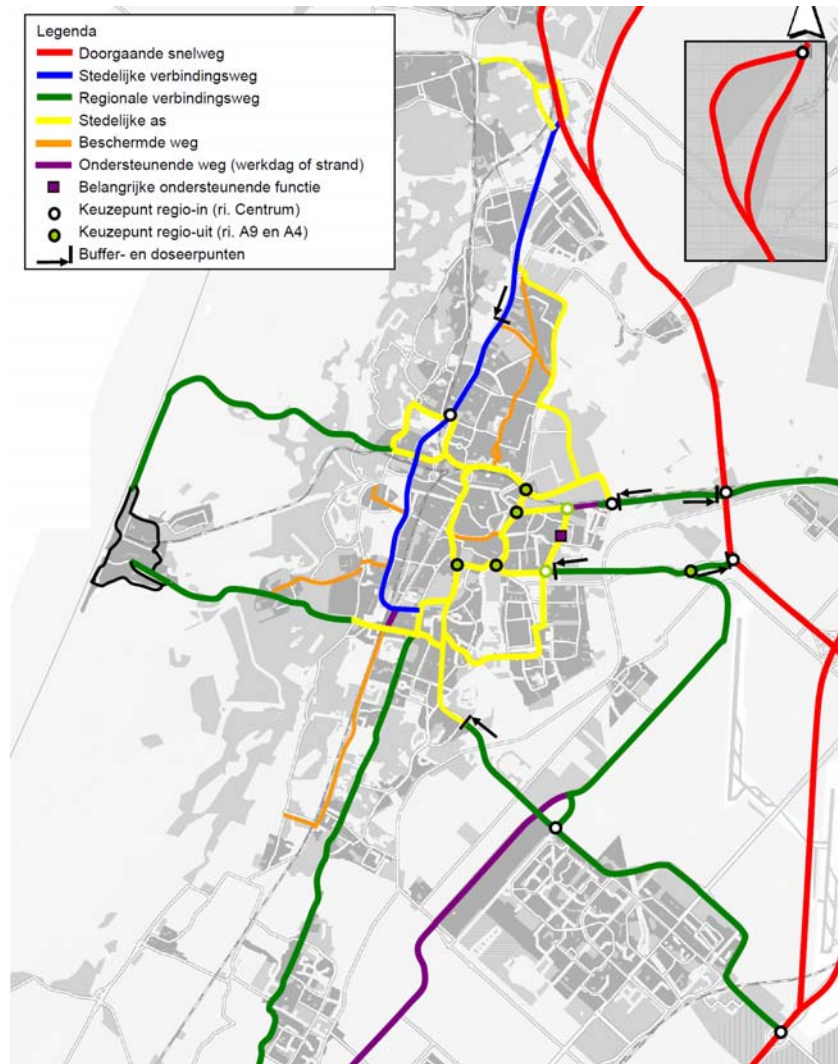 Legenda
Doorgaande snelweg
Stedelijke verbindingsweg
Regionale verbindingsweg
Stedelijke as
Beschermde weg
Ondersteunende weg (werkdag of strand)
Belangrijke ondersteunende functie
Keuzepunt regio-in (ri. Centrum)
Keuzepunt regio-uit (ri. A9 en A4)
Buffer- en doseerpunten